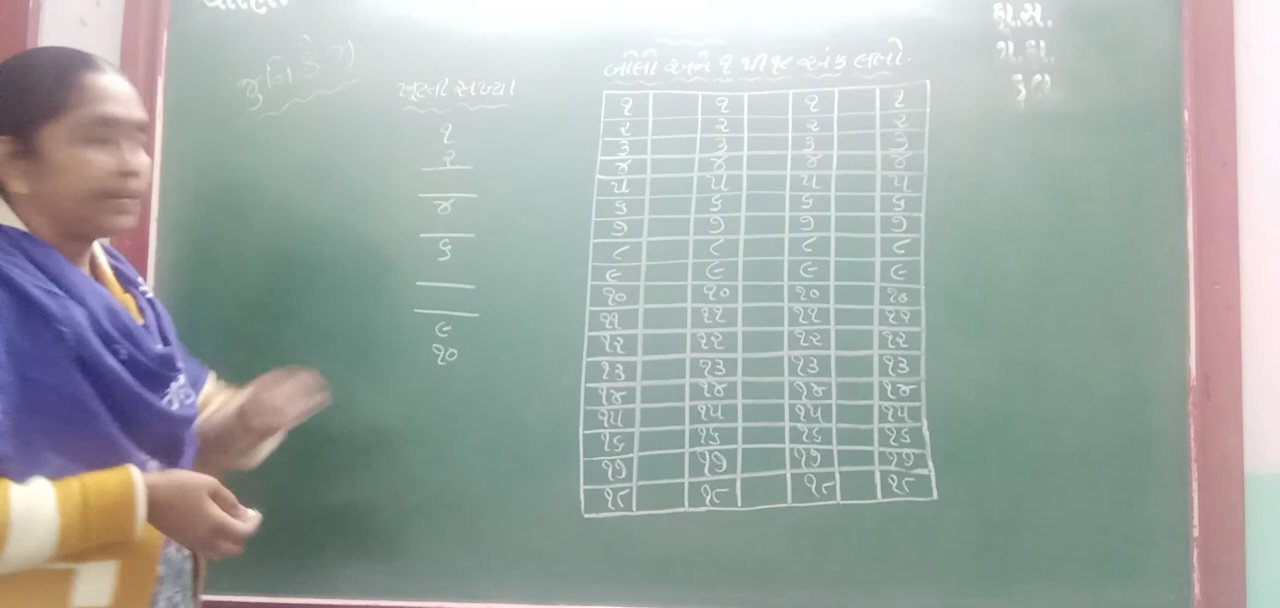 જુનિ કેજી
ખુટતી સંખ્યા
૧
૨
૪
૬
૯
૧૦
બોલો અને ૧ થી ૧૮ અંક લખો.
૧ ૧ ૧ ૧
૨ ૨ ૨ ૨
૩ ૩ ૩ ૩
૪ ૪ ૪ ૪
૫ ૫ ૫ ૫
૬ ૬ ૬ ૬
૭ ૭ ૭ ૭
૮ ૮ ૮ ૮
૯ ૯ ૯ ૯
૧૦ ૧૦ ૧૦ ૧૦
૧૧ ૧૧ ૧૧ ૧૧
૧૨ ૧૨ ૧૨ ૧૨
૧૩ ૧૩ ૧૩ ૧૩
૧૪ ૧૪ ૧૪ ૧૪
૧૫ ૧૫ ૧૫ ૧૫
૧૬ ૧૬ ૧૬ ૧૬
૧૭ ૧૭ ૧૭ ૧૭
૧૮ ૧૮ ૧૮ ૧૮